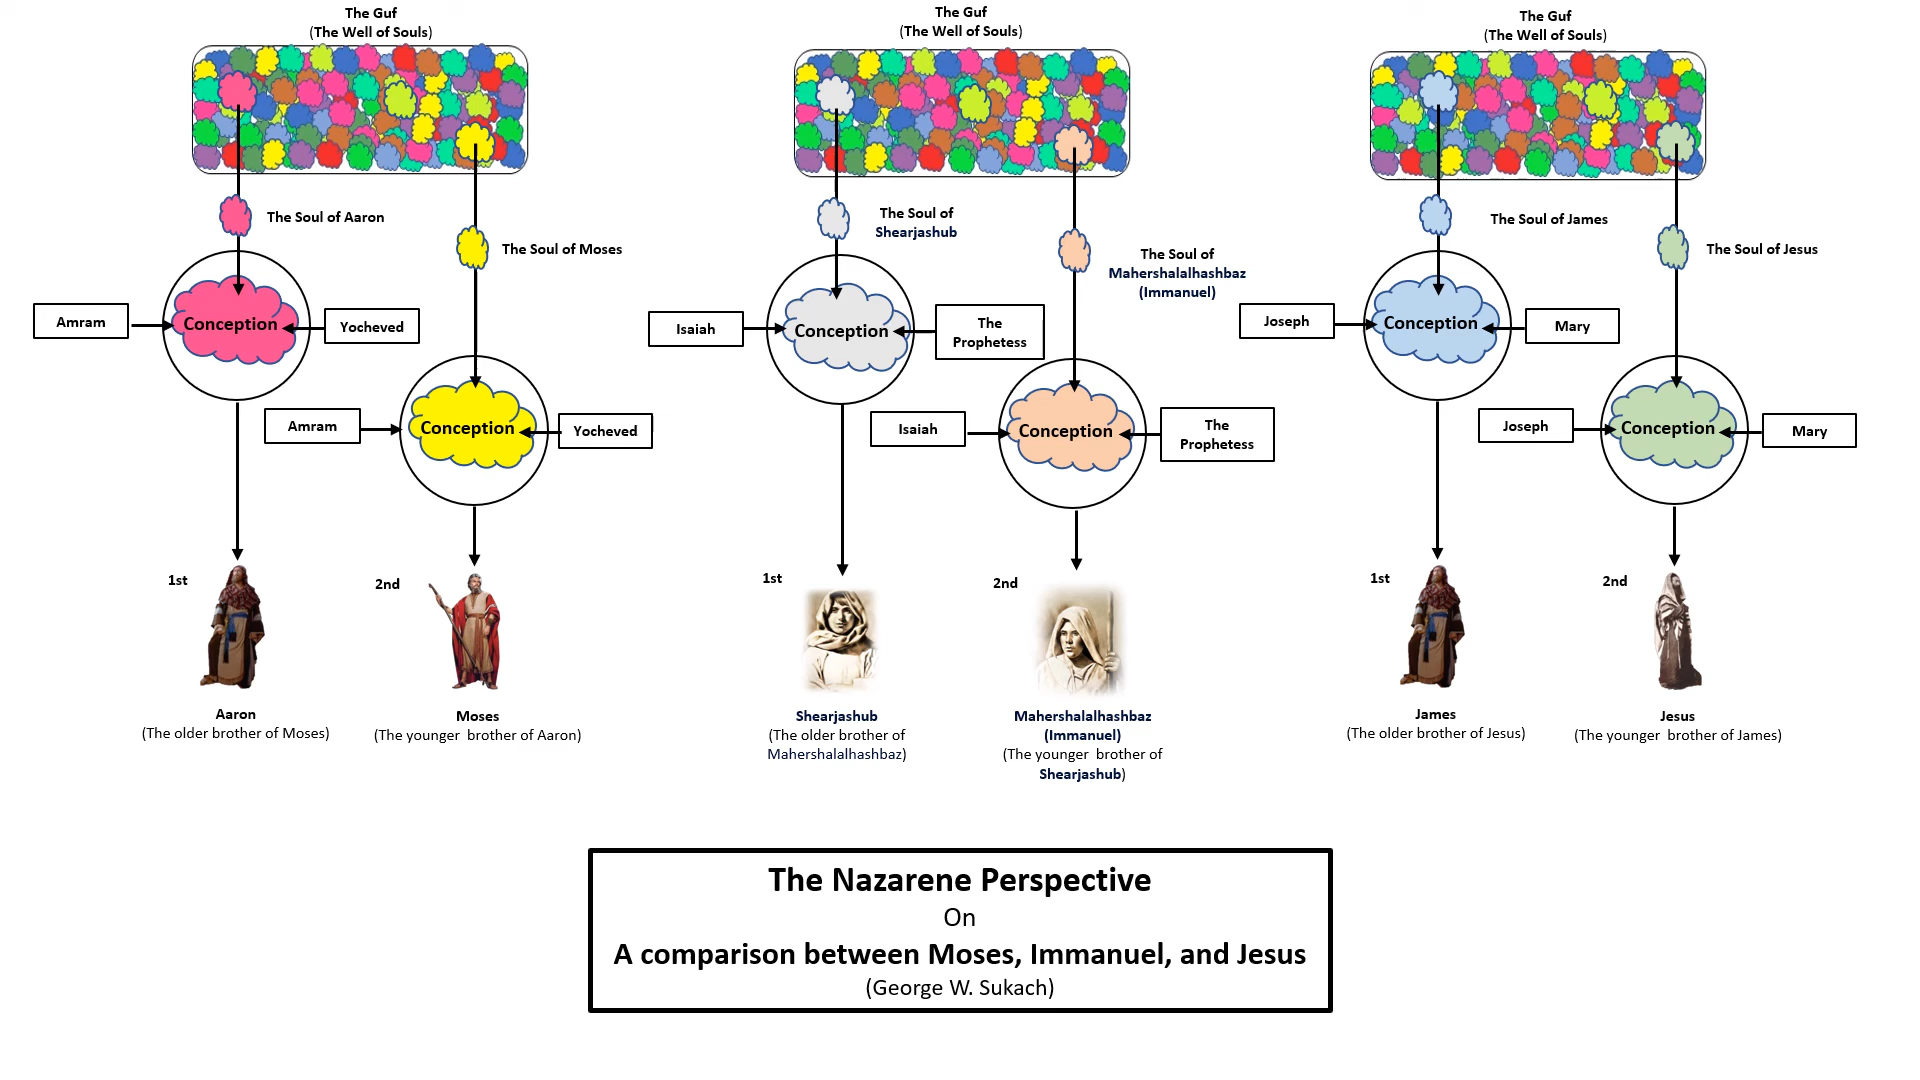 The Guf
(The Well of Souls)
The Guf
(The Well of Souls)
The Guf
(The Well of Souls)
The Soul of Aaron
The Soul of Moses
Amram
Conception
Yocheved
Amram
Conception
Yocheved
1st
2nd
Aaron
(The older brother of Moses)
Moses
(The younger  brother of Aaron)
The Soul of
Shearjashub
The Soul of
Mahershalalhashbaz
(Immanuel)
Isaiah
Conception
The
Prophetess
Isaiah
Conception
The
Prophetess
1st
2nd
Shearjashub
(The older brother of
Mahershalalhashbaz)
Mahershalalhashbaz
(Immanuel)
(The younger  brother of
Shearjashub)
The Soul of James
The Soul of Jesus
Joseph
Conception
Mary
Joseph
Conception
Mary
1st
2nd
James
(The older brother of Jesus)
Jesus
(The younger  brother of James)
The Nazarene Perspective
On
A comparison between Moses, Immanuel, and Jesus
(George W. Sukach)